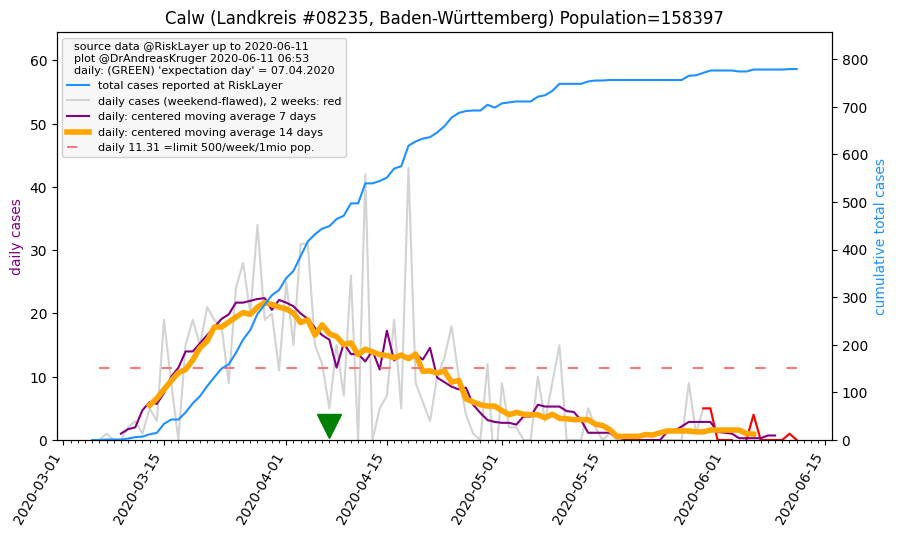 Calw (Landkreis #08235, Baden-Württemberg) Population=158397
source data @RiskLayer up to 2020-06-11
plot @DrAndreasKruger 2020-06-11 06:53
daily: (GREEN) 'expectation day' = 07.04.2020
total cases reported at RiskLayer
daily cases (weekend-flawed), 2 weeks: red
daily: centered moving average 7 days
daily: centered moving average 14 days
daily 11.31 =limit 500/week/1mio pop.
daily cases
60
50
40
30
20
10
0
cumulative total cases
800
700
600
500
400
300
200
100
0
2020-03-01
2020-03-15
2020-04-01
2020-04-15
2020-05-01
2020-05-15
2020-06-01
2020-06-15